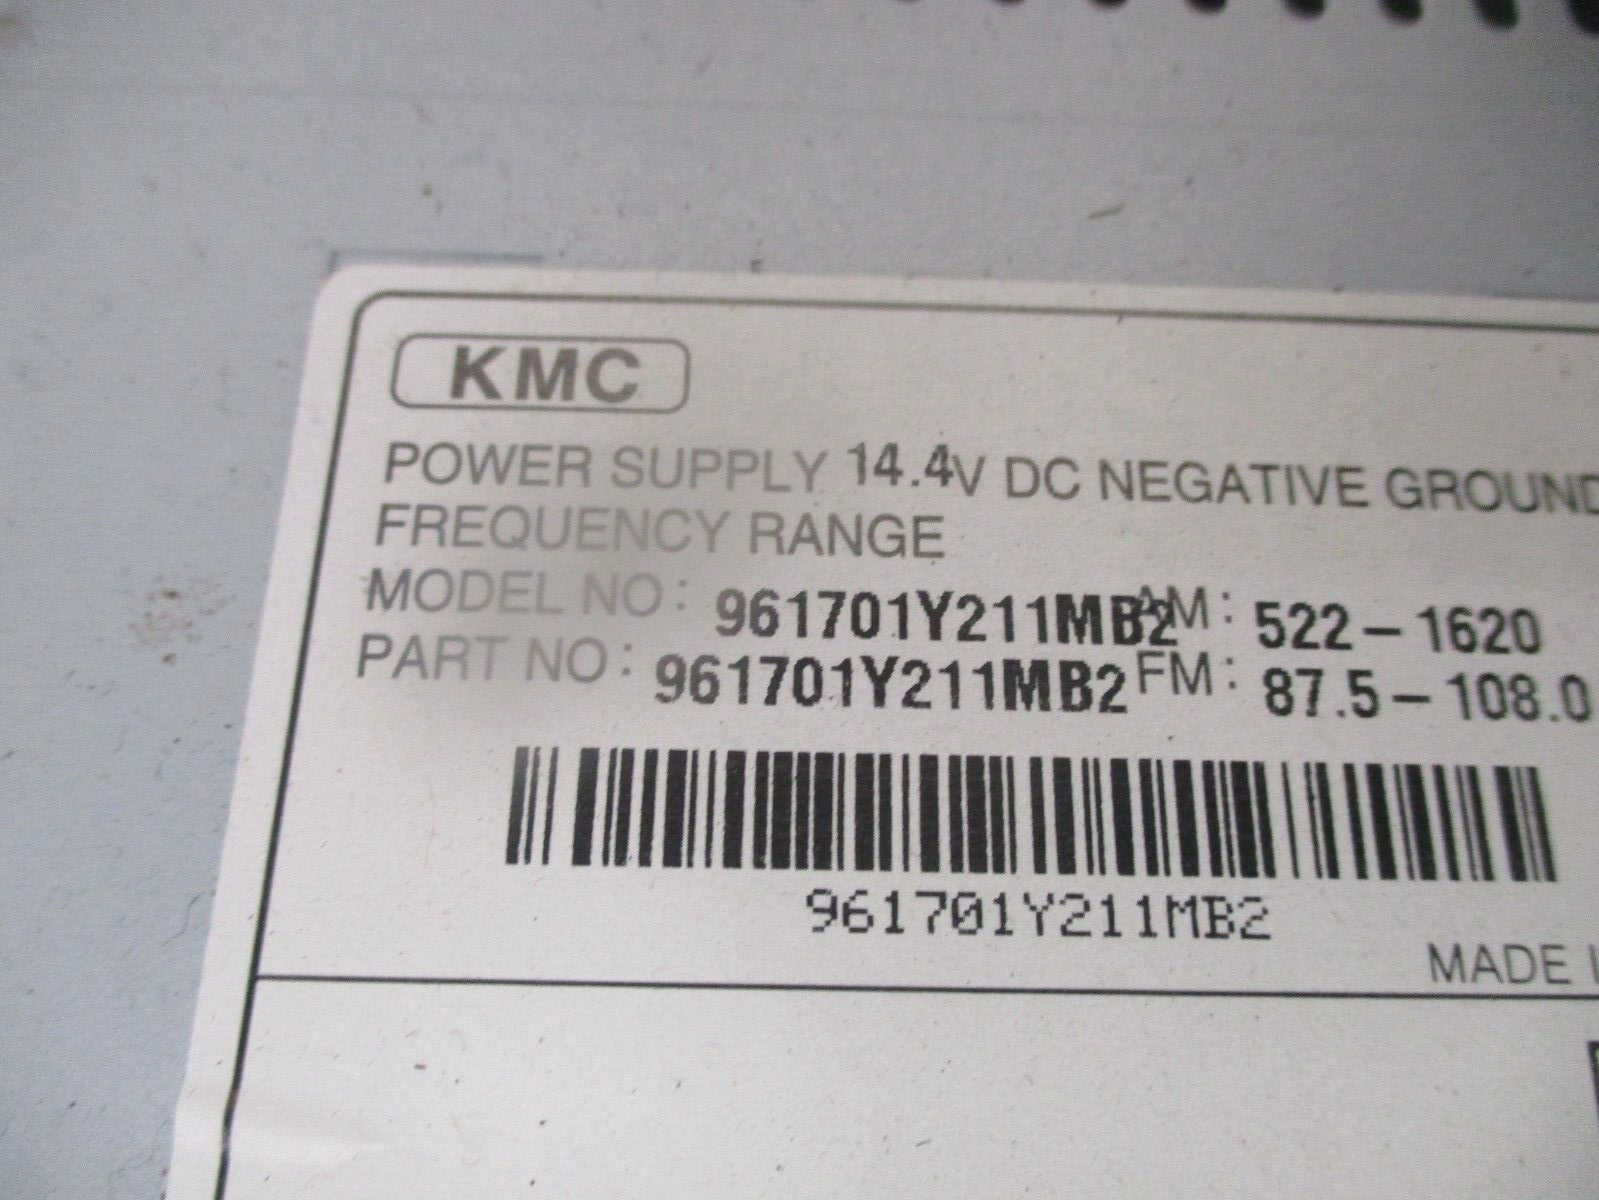 KMC
POWER SUPPLY 14.4V DC NEGATIVE GROUND
FREQUENCY RANGE
MODEL NO: 961701Y211MB2 AM: 522-1620
PART NO: 961701Y211MB2 FM: 87.5-108.0
961701Y211MB2
MADE